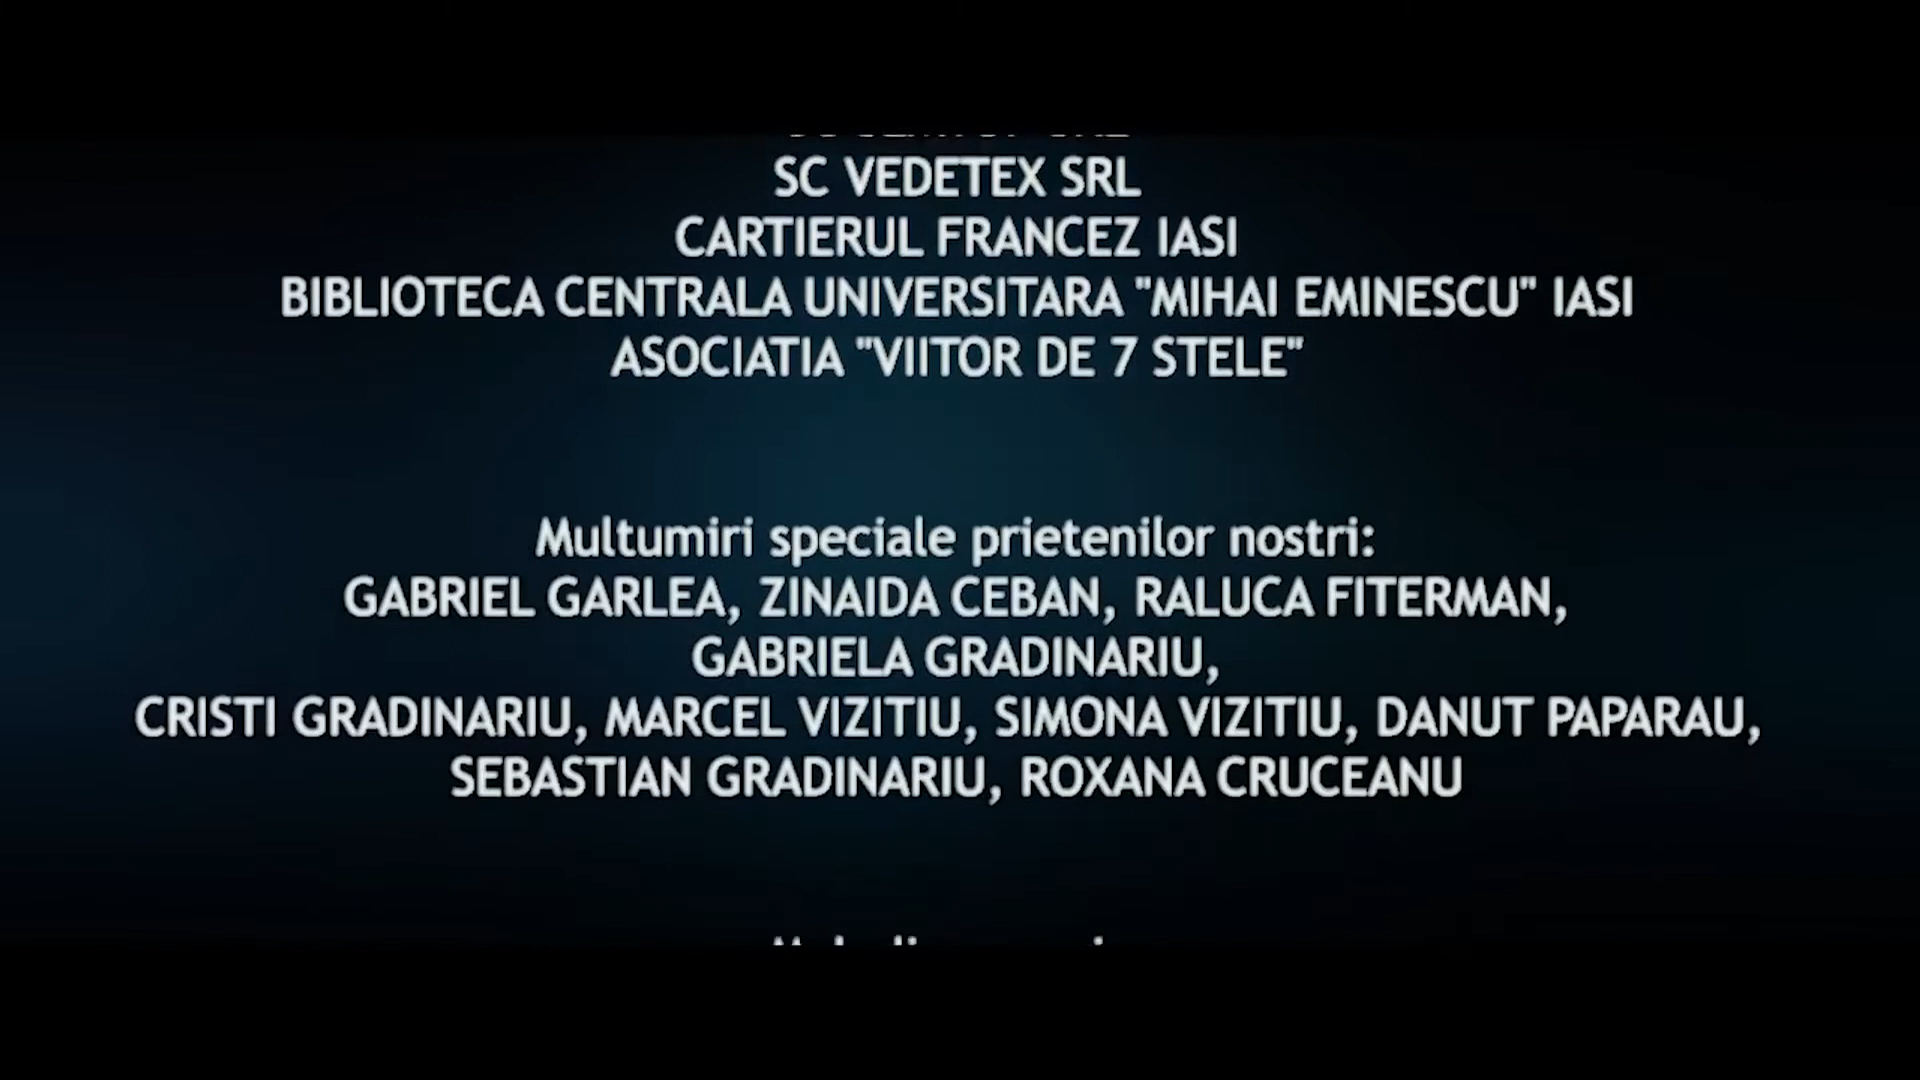 SC VEDETEX SRL
CARTIERUL FRANCEZ IASI
BIBLIOTECA CENTRALA UNIVERSITARA "MIHAI EMINESCU" IASI
ASOCIATIA "VIITOR DE 7 STELE"
Multumiri speciale prietenilor nostri:
GABRIEL GARLEA, ZINAIDA CEBAN, RALUCA FITERMAN,
GABRIELA GRADINARIU,
CRISTI GRADINARIU, MARCEL VIZITIU, SIMONA VIZITIU, DANUT PAPARAU,
SEBASTIAN GRADINARIU, ROXANA CRUCEANU